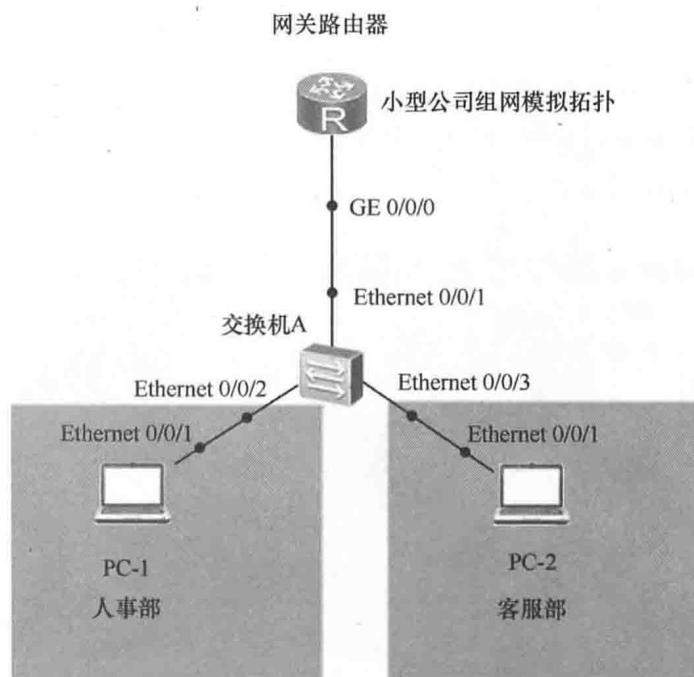 网关路由器
小型公司组网模拟拓扑
R
GE 0/0/0
Ethernet 0/0/1
交换机A
Ethernet 0/0/2
Ethernet 0/0/3
Ethernet 0/0/1
Ethernet 0/0/1
PC-1
PC-2
人事部
客服部